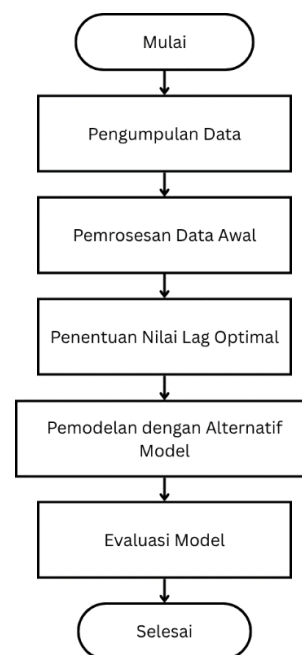 Mulai
Pengumpulan Data
Pemrosesan Data Awal
Penentuan Nilai Lag Optimal
Pemodelan dengan Alternatif
Model
Evaluasi Model
Selesai